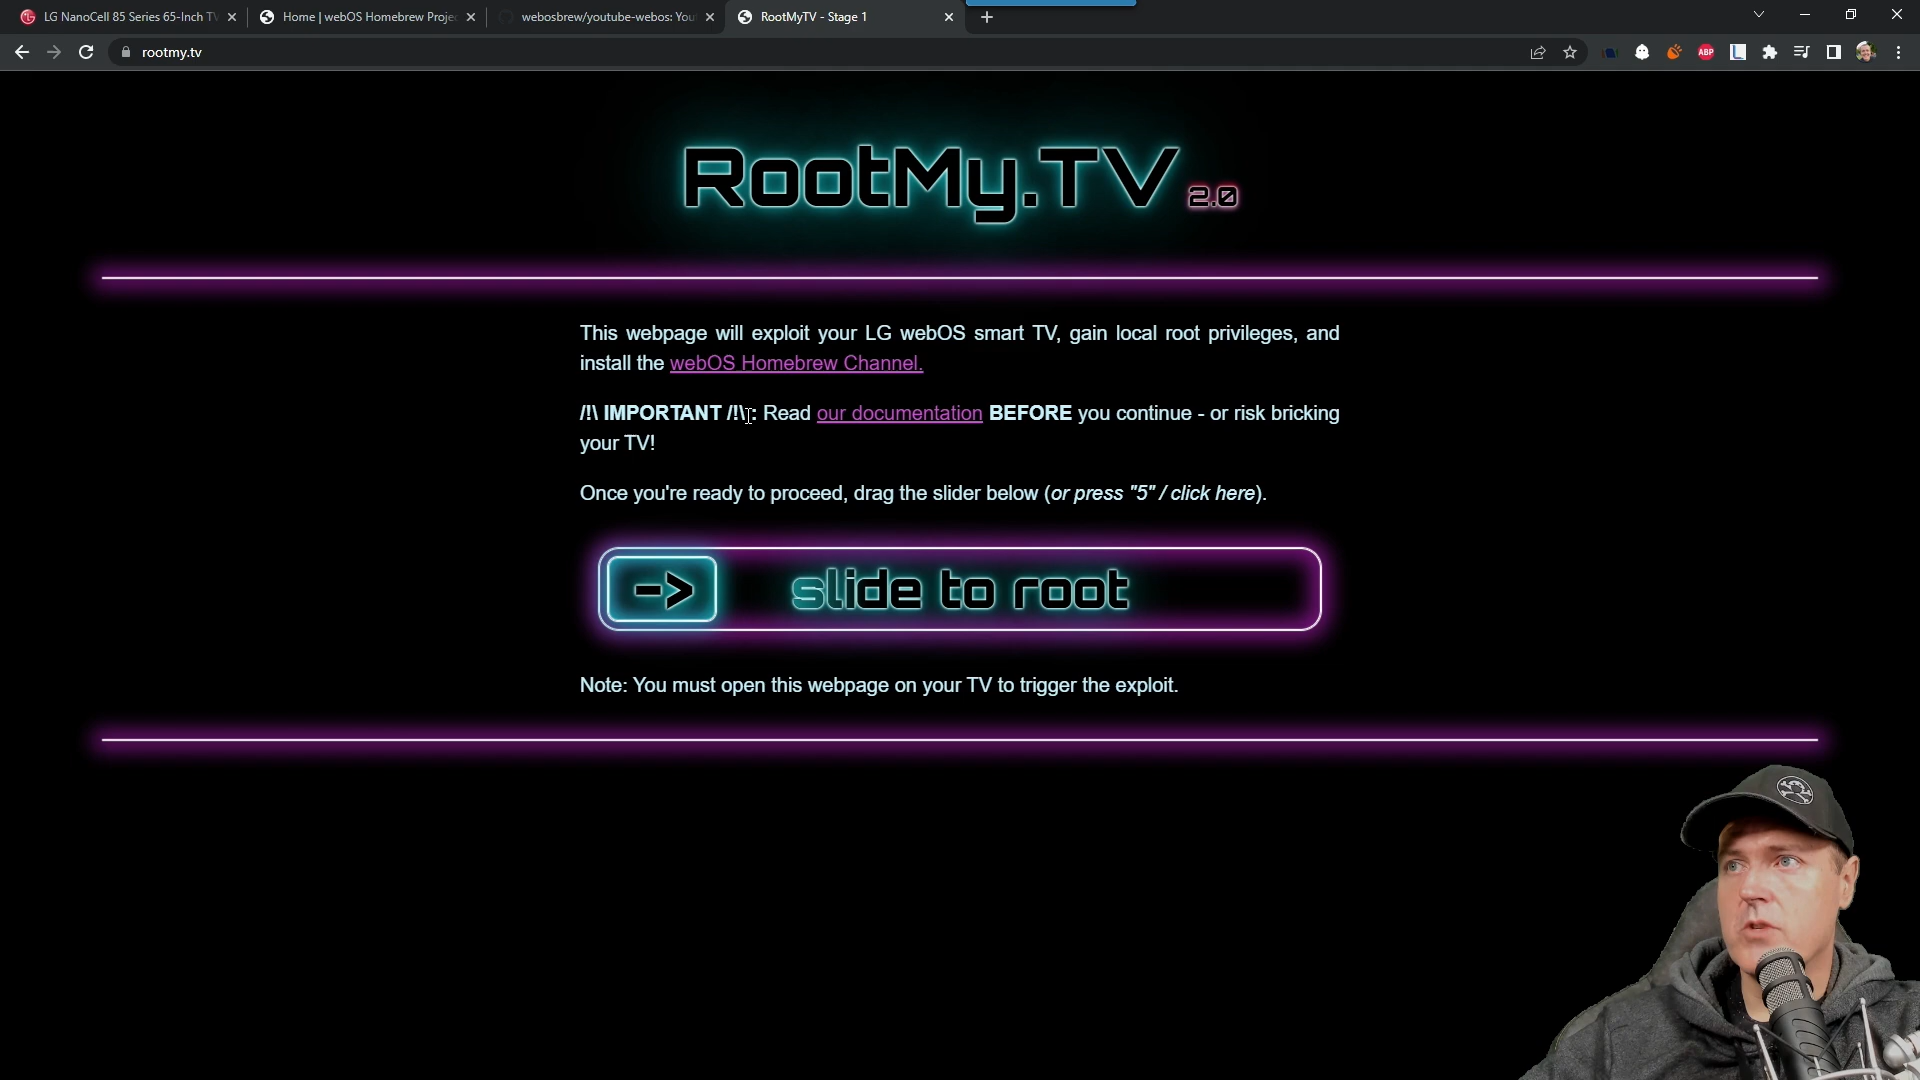 LG NanoCell 85 Series 65-Inch TV
Home | webOS Homebrew Projec
webosbrew/youtube-webos: You
RootMyTV - Stage 1
rootmy.tv
ABP
L
RootMy.TV 2.0
This webpage will exploit your LG webOS smart TV, gain local root privileges, and
install the webOS Homebrew Channel.
/!\ IMPORTANT /!\: Read our documentation BEFORE you continue - or risk bricking
your TV!
Once you're ready to proceed, drag the slider below (or press "5" / click here).
-> slide to root
Note: You must open this webpage on your TV to trigger the exploit.